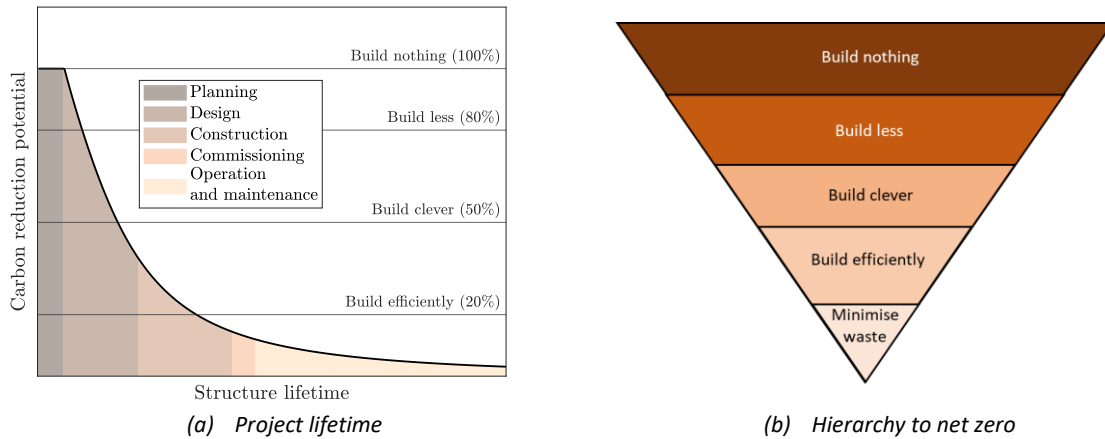 Carbon reduction potential
Build nothing (100%)
Build less (80%)
Build clever (50%)
Build efficiently (20%)
Planning
Design
Construction
Commissioning
Operation
and maintenance
Structure lifetime
(a) Project lifetime
Build nothing
Build less
Build clever
Build efficiently
Minimise
waste
(b) Hierarchy to net zero